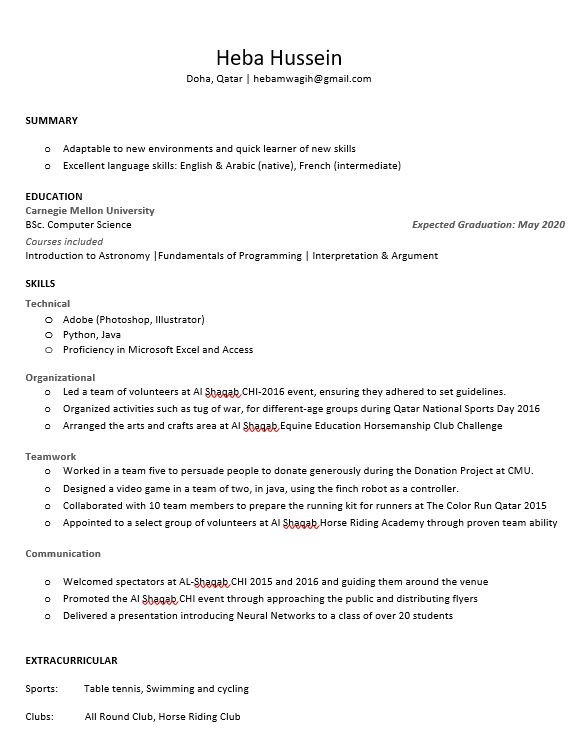 Heba Hussein
Doha, Qatar | hebamwagih@gmail.com
SUMMARY
o Adaptable to new environments and quick learner of new skills
o Excellent language skills: English & Arabic (native), French (intermediate)
EDUCATION
Carnegie Mellon University
BSc. Computer Science Expected Graduation: May 2020
Courses included
Introduction to Astronomy |Fundamentals of Programming | Interpretation & Argument
SKILLS
Technical
o Adobe (Photoshop, Illustrator)
o Python, Java
o Proficiency in Microsoft Excel and Access
Organizational
o Led a team of volunteers at Al Shaqab CHI-2016 event, ensuring they adhered to set guidelines.
o Organized activities such as tug of war, for different-age groups during Qatar National Sports Day 2016
o Arranged the arts and crafts area at Al Shaqab Equine Education Horsemanship Club Challenge
Teamwork
o Worked in a team five to persuade people to donate generously during the Donation Project at CMU.
o Designed a video game in a team of two, in java, using the finch robot as a controller.
o Collaborated with 10 team members to prepare the running kit for runners at The Color Run Qatar 2015
o Appointed to a select group of volunteers at Al Shaqab Horse Riding Academy through proven team ability
Communication
o Welcomed spectators at AL-Shaqab CHI 2015 and 2016 and guiding them around the venue
o Promoted the Al Shaqab CHI event through approaching the public and distributing flyers
o Delivered a presentation introducing Neural Networks to a class of over 20 students
EXTRACURRICULAR
Sports: Table tennis, Swimming and cycling
Clubs: All Round Club, Horse Riding Club